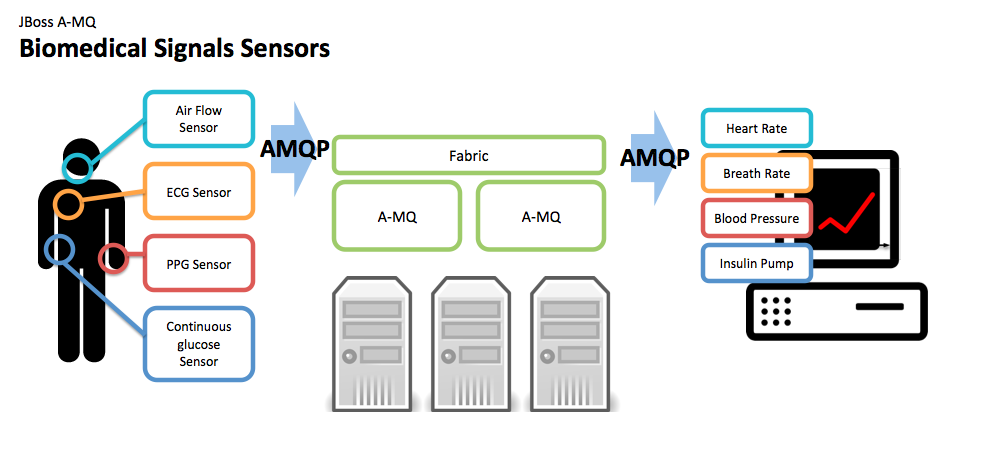 JBoss A-MQ
Biomedical Signals Sensors
Air Flow
Sensor
ECG Sensor
PPG Sensor
Continuous
glucose
Sensor
AMQP
Fabric
A-MQ
A-MQ
AMQP
Heart Rate
Breath Rate
Blood Pressure
Insulin Pump